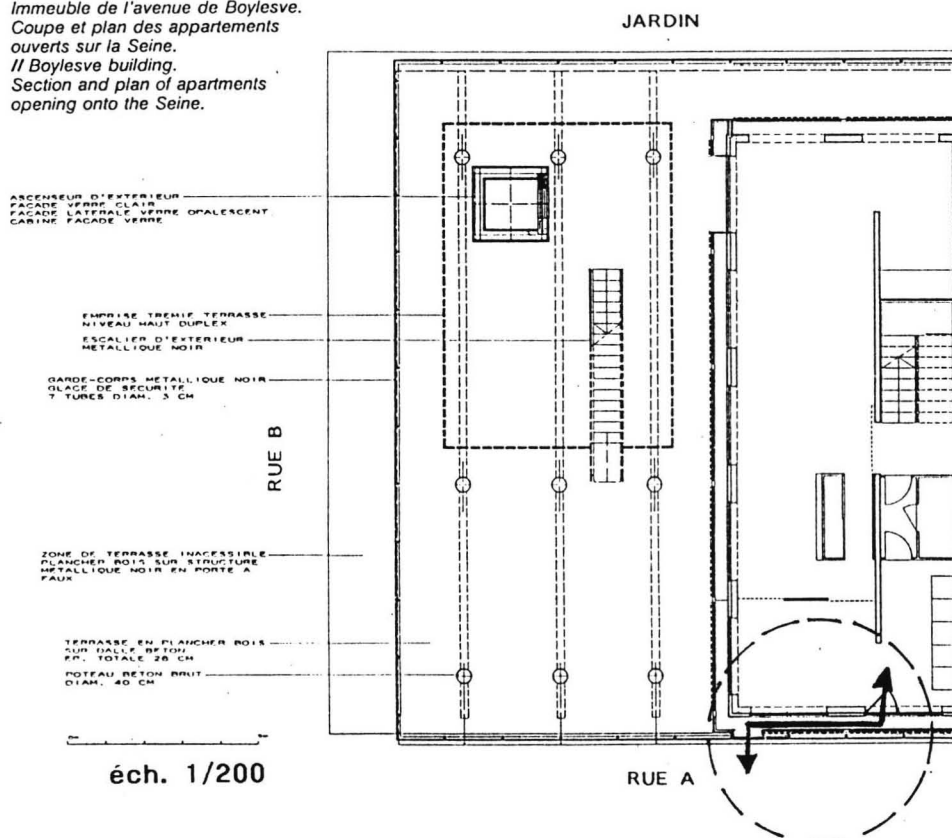 Immeuble de l'avenue de Boylesve.
Coupe et plan des appartements
ouverts sur la Seine.
// Boylesve building.
Section and plan of apartments
opening onto the Seine.
JARDIN
ASCENSEUR D'EXTERIEUR
FACADE VERRE CLAIR
FACADE LATERALE VERRE OPALESCENT
CABINE FACADE VERRE
EMPRISE TREMIE TERRASSE
NIVEAU HAUT DUPLEX
ESCALIER D'EXTERIEUR
METALLIQUE NOIR
GARDE-CORPS METALLIQUE NOIR
GLACE DE SECURITE
7 TUBES DIAM. 3 CM
RUE B
ZONE DE TERRASSE INACESSIBLE
PLANCHER BOIS SUR STRUCTURE
METALLIQUE NOIR EN PORTE A
FAUX
TERRASSE EN PLANCHER BOIS
SUR DALLE BETON
EP. TOTALE 28 CM
POTEAU BETON BRUT
DIAM. 40 CM
éch. 1/200
RUE A